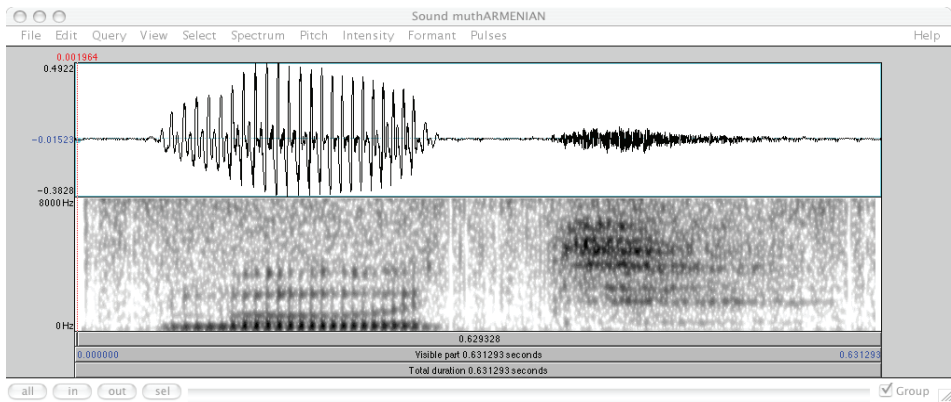 Sound muthARMENIAN
File Edit Query View Select Spectrum Pitch Intensity Formant Pulses Help
0.001964
0.4922
-0.01523
-0.3828
8000 Hz
0 Hz
0.629328
0.000000 Visible part 0.631293 seconds 0.631293
Total duration 0.631293 seconds
all in out sel Group